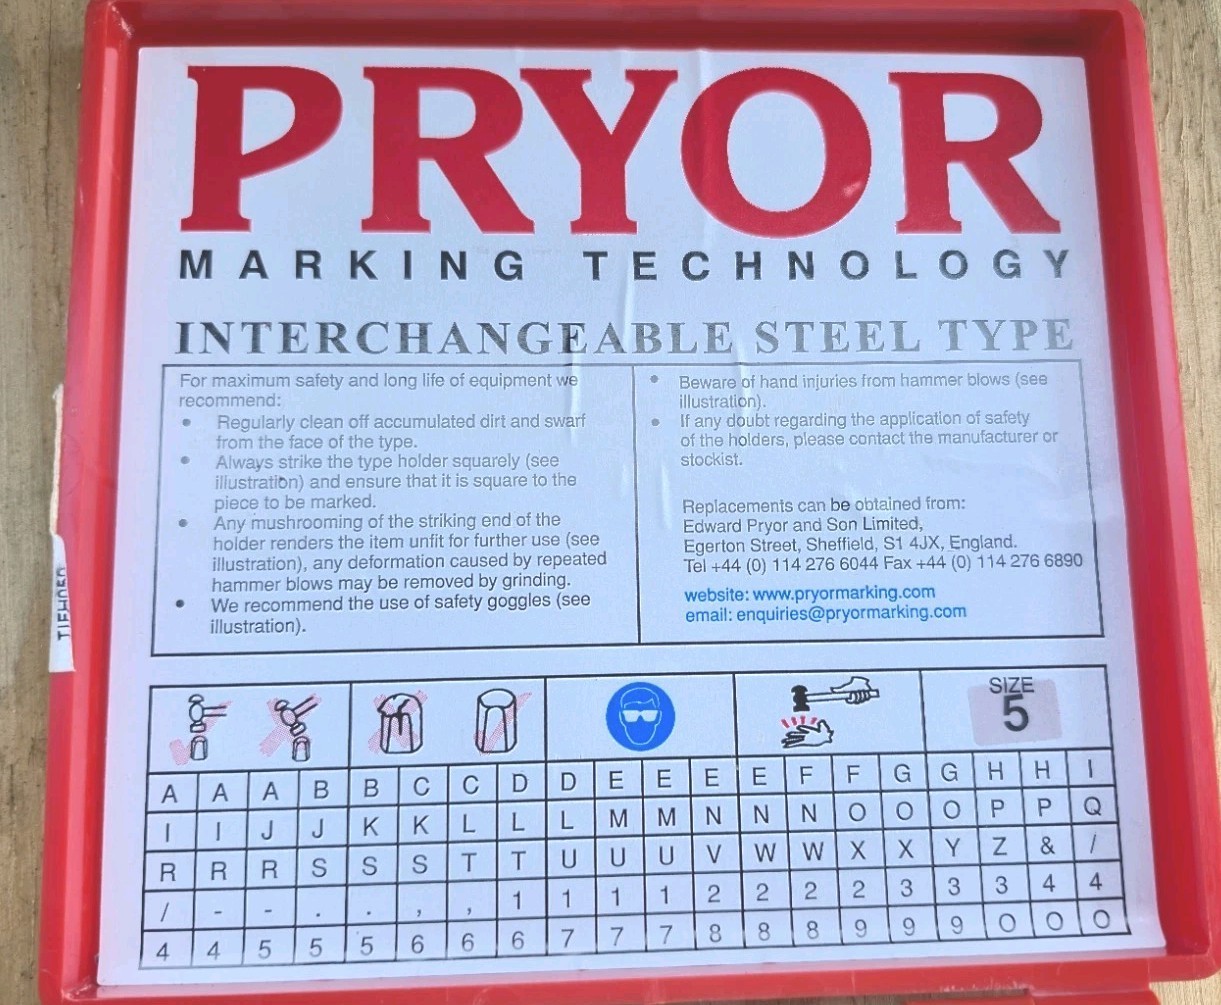 PRYOR
MARKING TECHNOLOGY
INTERCHANGEABLE STEEL TYPE
For maximum safety and long life of equipment we
recommend:
• Regularly clean off accumulated dirt and swarf
from the face of the type.
• Always strike the type holder squarely (see
illustration) and ensure that it is square to the
piece to be marked.
• Any mushrooming of the striking end of the
holder renders the item unfit for further use (see
illustration), any deformation caused by repeated
hammer blows may be removed by grinding.
• We recommend the use of safety goggles (see
illustration).
• Beware of hand injuries from hammer blows (see
illustration).
• If any doubt regarding the application of safety
of the holders, please contact the manufacturer or
stockist.
Replacements can be obtained from:
Edward Pryor and Son Limited,
Egerton Street, Sheffield, S1 4JX, England.
Tel +44 (0) 114 276 6044 Fax +44 (0) 114 276 6890
website: www.pryormarking.com
email: enquiries@pryormarking.com
SIZE
5
A A A B B C C D D E E E E F F G G H H I
I I J J K K L L L M M N N N O O O P P Q
R R R S S S T T U U U V W W X X Y Z & /
/ - - . . , , 1 1 1 1 2 2 2 2 3 3 3 4 4
4 4 5 5 5 6 6 6 7 7 7 8 8 8 9 9 9 O O O